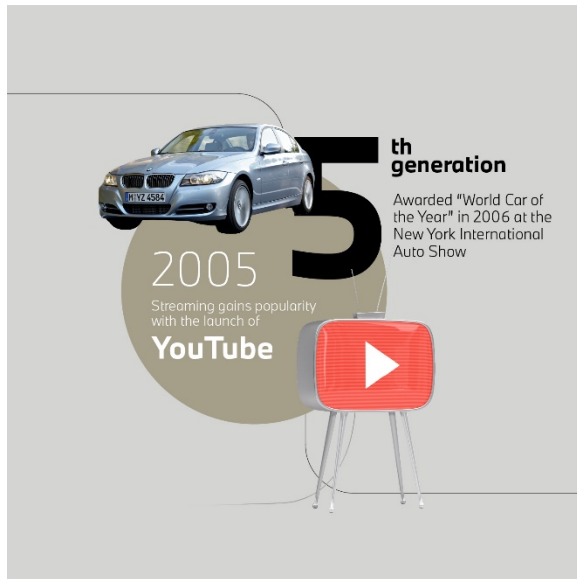 5
th
generation
Awarded "World Car of
the Year" in 2006 at the
New York International
Auto Show
M YZ 4584
2005
Streaming gains popularity
with the launch of
YouTube